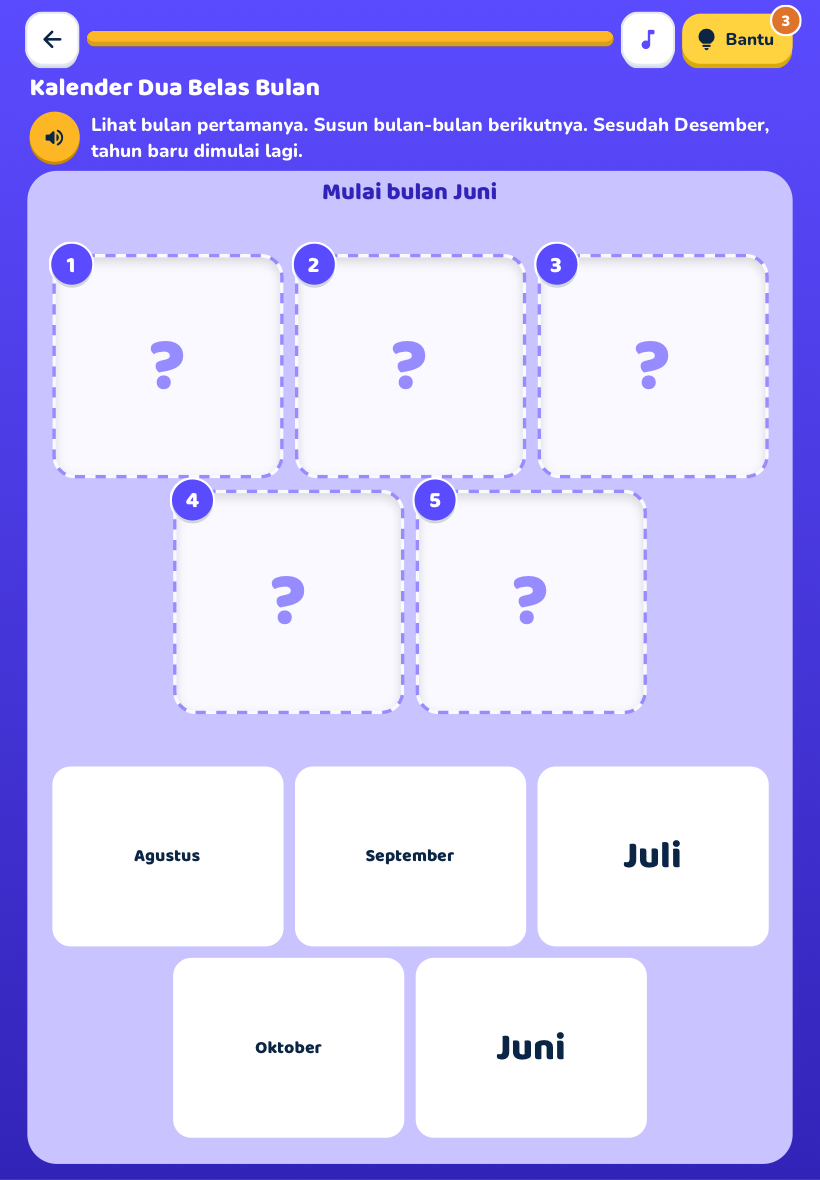 3
Bantu
Kalender Dua Belas Bulan
Lihat bulan pertamanya. Susun bulan-bulan berikutnya. Sesudah Desember,
tahun baru dimulai lagi.
Mulai bulan Juni
1
2
3
?
?
?
4
5
?
?
Agustus
September
Juli
Oktober
Juni